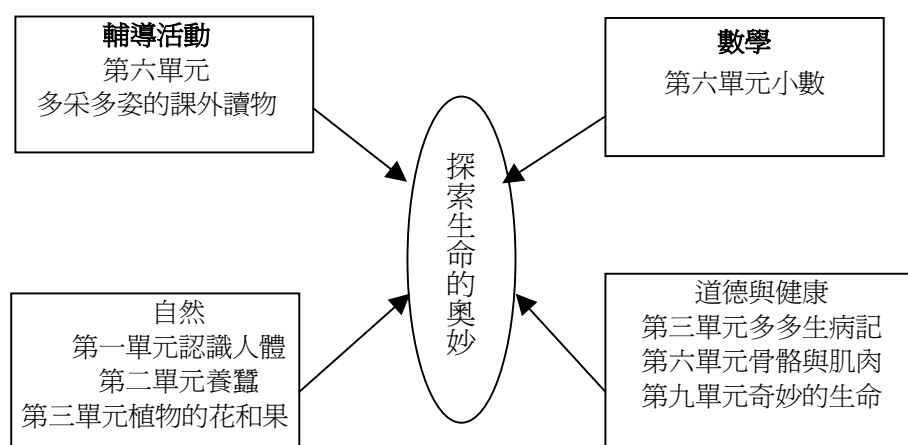 輔導活動
第六單元
多采多姿的課外讀物
數學
第六單元小數
探索生命的奧妙
自然
第一單元認識人體
第二單元養蠶
第三單元植物的花和果
道德與健康
第三單元多多生病記
第六單元骨骼與肌肉
第九單元奇妙的生命